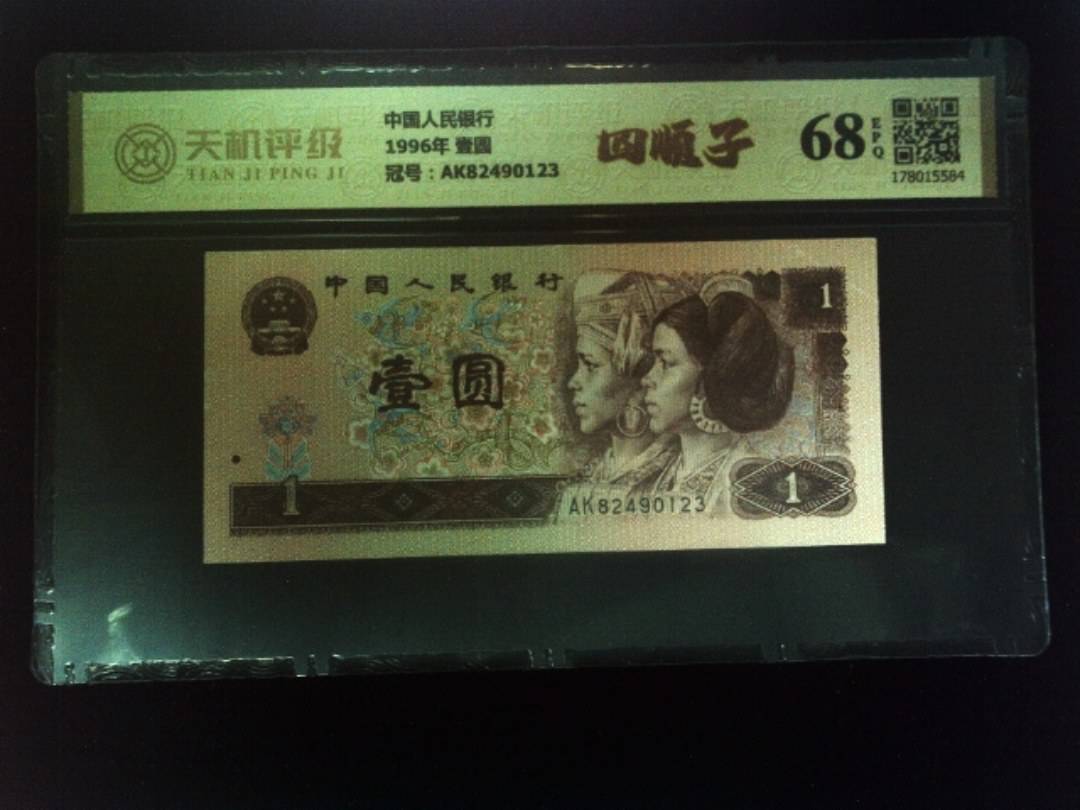 天机评级
TIAN JI PING JI
中国人民银行
1996年 壹圆
冠号：AK82490123
四顺子
68
EPQ
178015584
中国人民银行
1
壹圆
1
AK82490123
1